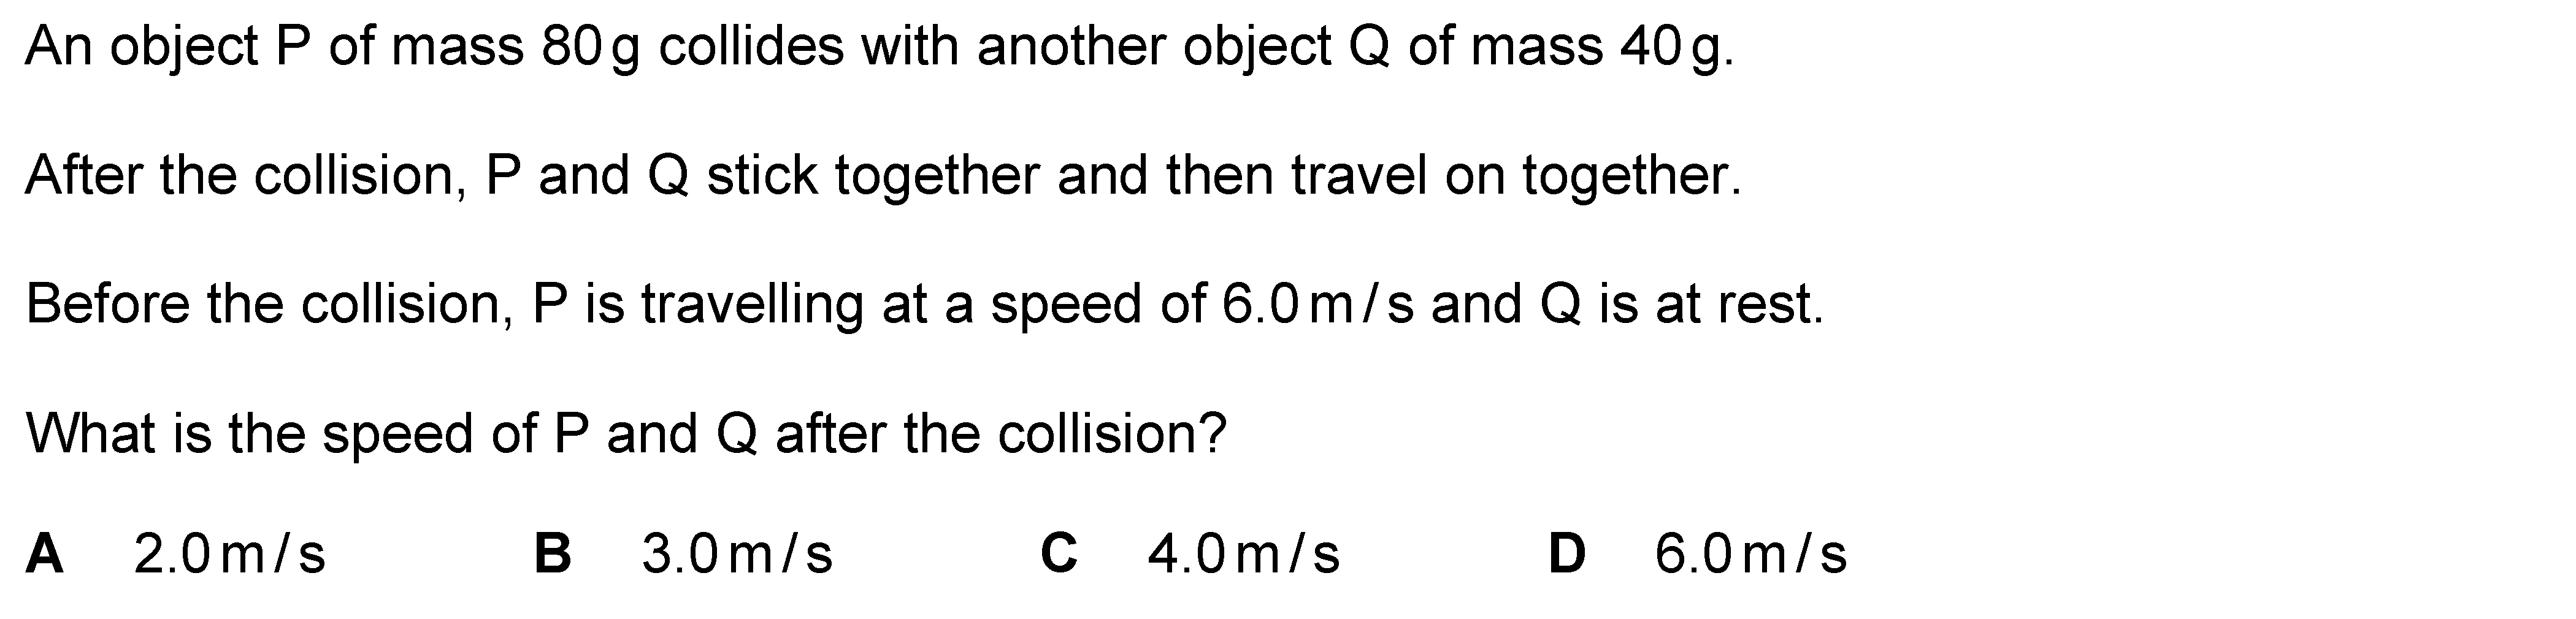 An object P of mass 80 g collides with another object Q of mass 40 g.
After the collision, P and Q stick together and then travel on together.
Before the collision, P is travelling at a speed of 6.0 m / s and Q is at rest.
What is the speed of P and Q after the collision?
A 2.0 m / s B 3.0 m / s C 4.0 m / s D 6.0 m / s